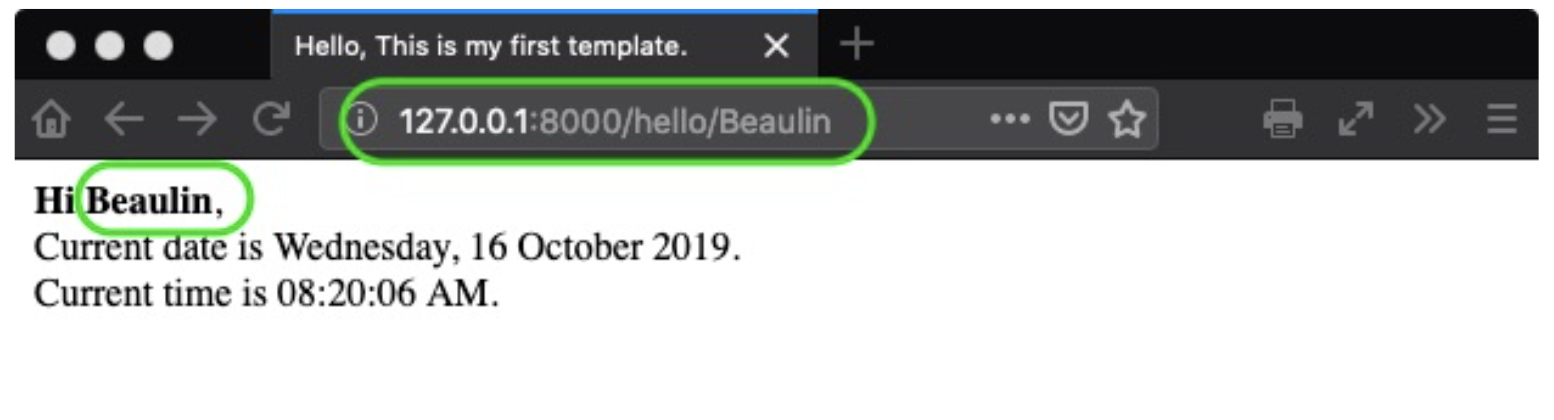 Hello, This is my first template.
127.0.0.1:8000/hello/Beaulin
Hi Beaulin,
Current date is Wednesday, 16 October 2019.
Current time is 08:20:06 AM.